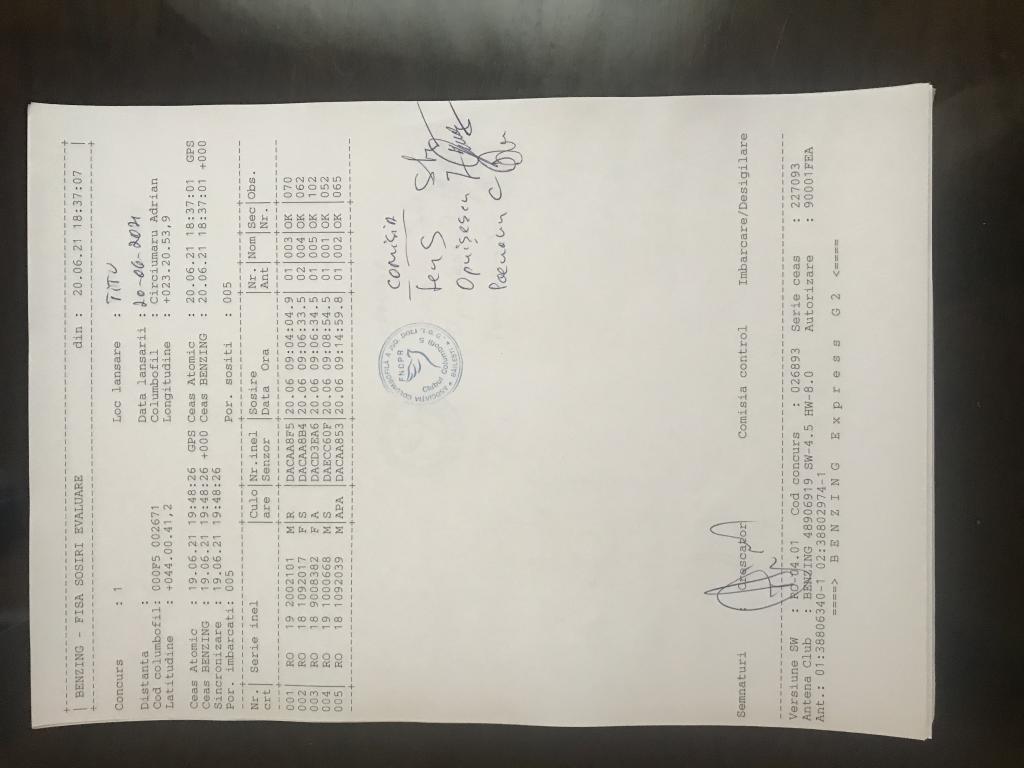 | BENZING - FISA SOSIRI EVALUARE din : 20.06.21 18:37:07 |
Concurs : 1 Loc lansare : TITU
Distanta : Data lansarii : 20-06-2021
Cod columbofil: 000F5 002671 Columbofil : Circiumaru Adrian
Latitudine : +044.00.41,2 Longitudine : +023.20.53,9
Ceas Atomic : 19.06.21 19:48:26 GPS Ceas Atomic : 20.06.21 18:37:01 GPS
Ceas BENZING : 19.06.21 19:48:26 +000 Ceas BENZING : 20.06.21 18:37:01 +000
Sincronizare : 19.06.21 19:48:26
Por. imbarcati: 005 Por. sositi : 005
Nr.| Serie inel |Culo|Nr.inel |Sosire |Nr.|Nom|Sec|Obs.
crt| |are |Senzor |Data Ora |Ant| |Nr.|
001 | RO 19 2002101 M|R |DACAA8F5|20.06 09:04:04.9| 01|003|OK |070
002 | RO 18 1092017 F|S |DACAA8B4|20.06 09:06:33.5| 02|004|OK |062
003 | RO 18 9008382 F|A |DACD3EA6|20.06 09:06:34.5| 01|005|OK |102
004 | RO 19 1000668 M|S |DAECC60F|20.06 09:08:54.5| 01|001|OK |052
005 | RO 18 1092039 M|APA |DACAA853|20.06 09:14:59.8| 01|002|OK |065
comisia
FNCPR
Clubul Columbofil
Semnaturi : crescator Comisia control Imbarcare/Desigilare
Versiune SW : RO-04.01 Cod concurs : 026893 Serie ceas : 227093
Antena Club : BENZING 48906919 SW-4.5 HW-8.0 Autorizare : 90001FEA
Ant.: 01:38806340-1 02:38802974-1
====> B E N Z I N G E x p r e s s G 2 <====